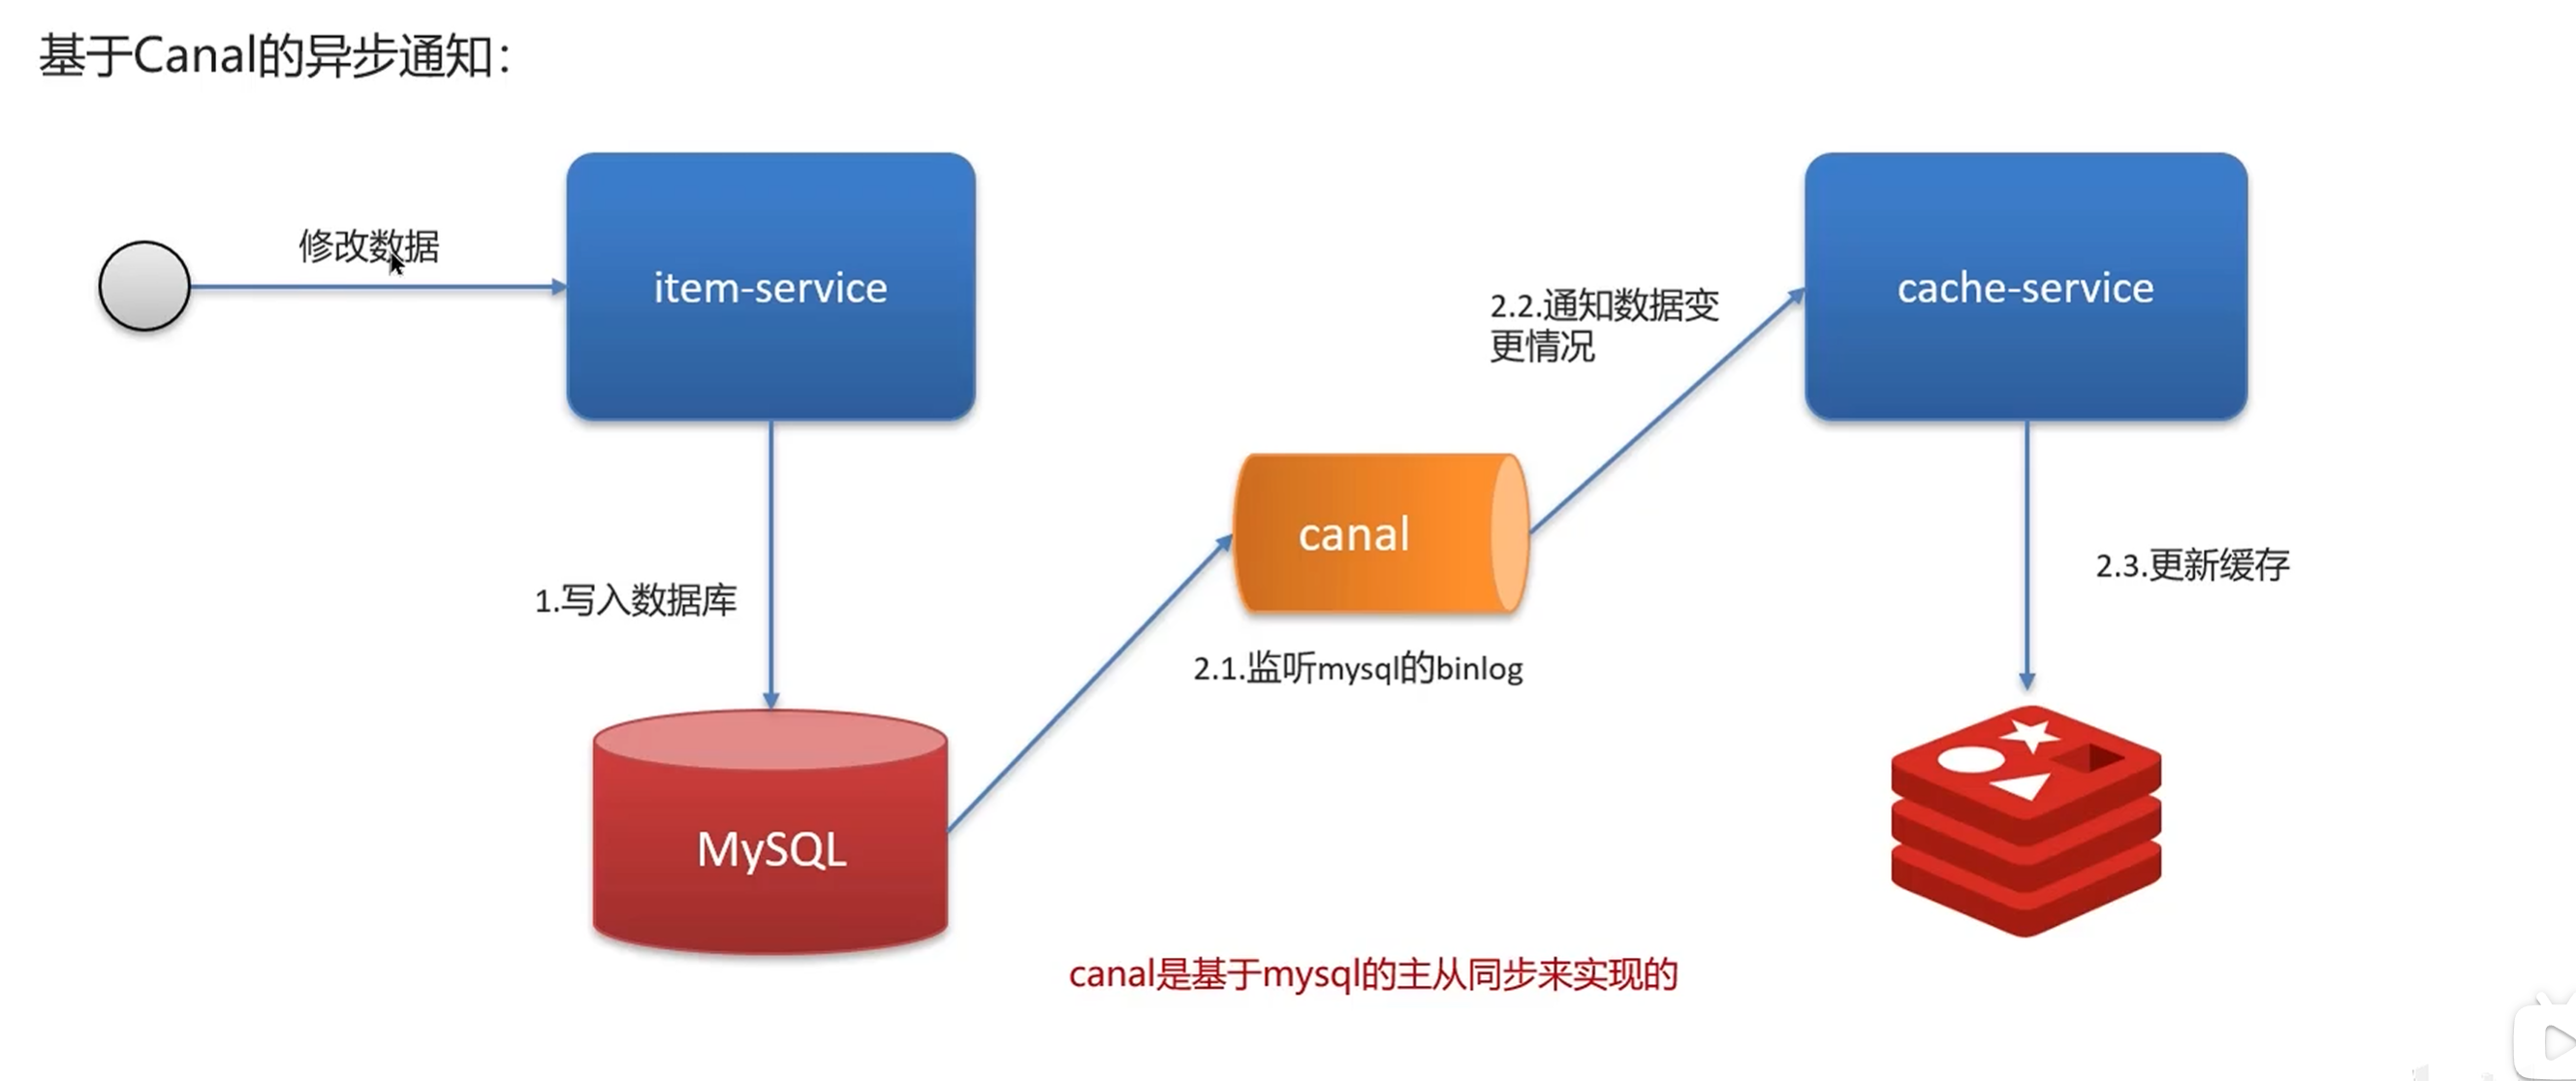 基于Canal的异步通知：
修改数据
item-service
cache-service
2.2.通知数据变
更情况
canal
2.3.更新缓存
1.写入数据库
2.1.监听mysql的binlog
MySQL
canal是基于mysql的主从同步来实现的